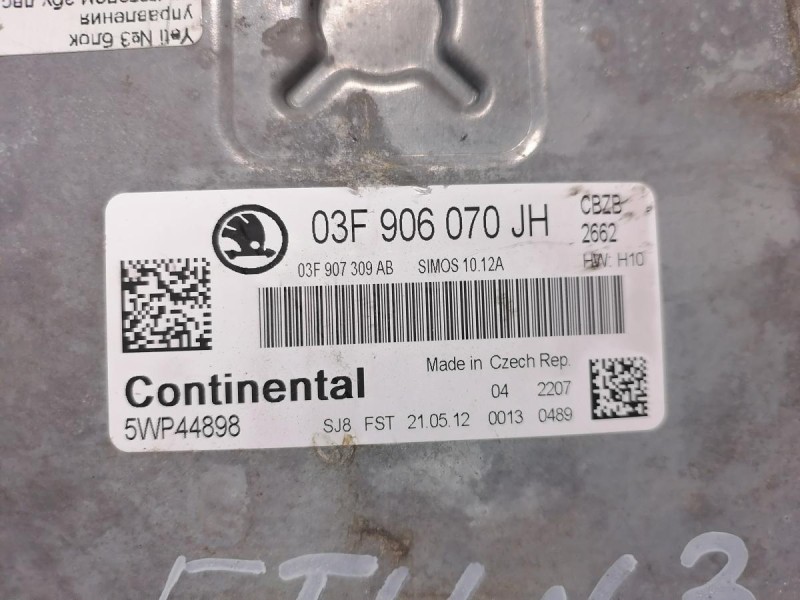 Yeti №3 блок
управления
03F 906 070 JH
CBZB
2662
03F 907 309 AB SIMOS 10.12A
HW: H10
Continental
Made in Czech Rep.
04 2207
5WP44898
SJ8 FST 21.05.12 0013 0489